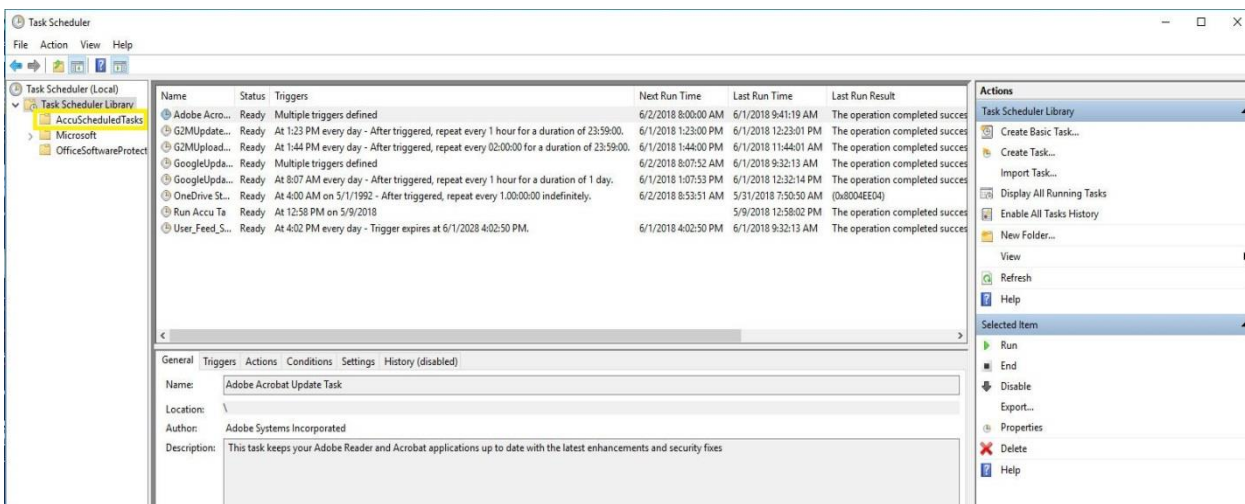 Task Scheduler
File Action View Help
Task Scheduler (Local)
Task Scheduler Library
AccuScheduledTasks
Microsoft
OfficeSoftwareProtect
Name Status Triggers Next Run Time Last Run Time Last Run Result
Adobe Acro... Ready Multiple triggers defined 6/2/2018 8:00:00 AM 6/1/2018 9:41:19 AM The operation completed succes
G2MUpdate... Ready At 1:23 PM every day - After triggered, repeat every 1 hour for a duration of 23:59:00. 6/1/2018 1:23:00 PM 6/1/2018 12:23:01 PM The operation completed succes
G2MUpload... Ready At 1:44 PM every day - After triggered, repeat every 02:00:00 for a duration of 23:59:00. 6/1/2018 1:44:00 PM 6/1/2018 11:44:01 AM The operation completed succes
GoogleUpda... Ready Multiple triggers defined 6/2/2018 8:07:52 AM 6/1/2018 9:32:13 AM The operation completed succes
GoogleUpda... Ready At 8:07 AM every day - After triggered, repeat every 1 hour for a duration of 1 day. 6/1/2018 1:07:53 PM 6/1/2018 12:32:14 PM The operation completed succes
OneDrive St... Ready At 4:00 AM on 5/1/1992 - After triggered, repeat every 1.00:00:00 indefinitely. 6/2/2018 8:53:51 AM 5/31/2018 7:50:50 AM (0x8004EE04)
Run Accu Ta Ready At 12:58 PM on 5/9/2018 5/9/2018 12:58:02 PM The operation completed succes
User_Feed_S... Ready At 4:02 PM every day - Trigger expires at 6/1/2028 4:02:50 PM. 6/1/2018 4:02:50 PM 6/1/2018 9:32:13 AM The operation completed succes
General Triggers Actions Conditions Settings History (disabled)
Name: Adobe Acrobat Update Task
Location: \
Author: Adobe Systems Incorporated
Description: This task keeps your Adobe Reader and Acrobat applications up to date with the latest enhancements and security fixes
Actions
Task Scheduler Library
Create Basic Task...
Create Task...
Import Task...
Display All Running Tasks
Enable All Tasks History
New Folder...
View
Refresh
Help
Selected Item
Run
End
Disable
Export...
Properties
Delete
Help